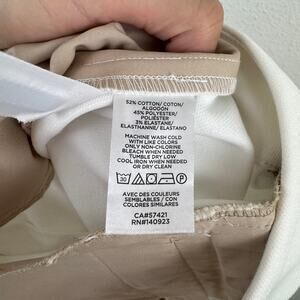 52% COTTON/ COTON/
ALGODÓN
45% POLYESTER/
POLIÉSTER
3% ELASTANE/
ELASTHANNE/ ELASTANO
MACHINE WASH COLD
WITH LIKE COLORS
ONLY NON-CHLORINE
BLEACH WHEN NEEDED
TUMBLE DRY LOW
COOL IRON WHEN NEEDED
OR DRY CLEAN
AVEC DES COULEURS
SEMBLABLES / CON
COLORES SIMILARES
CA#57421
RN#140923